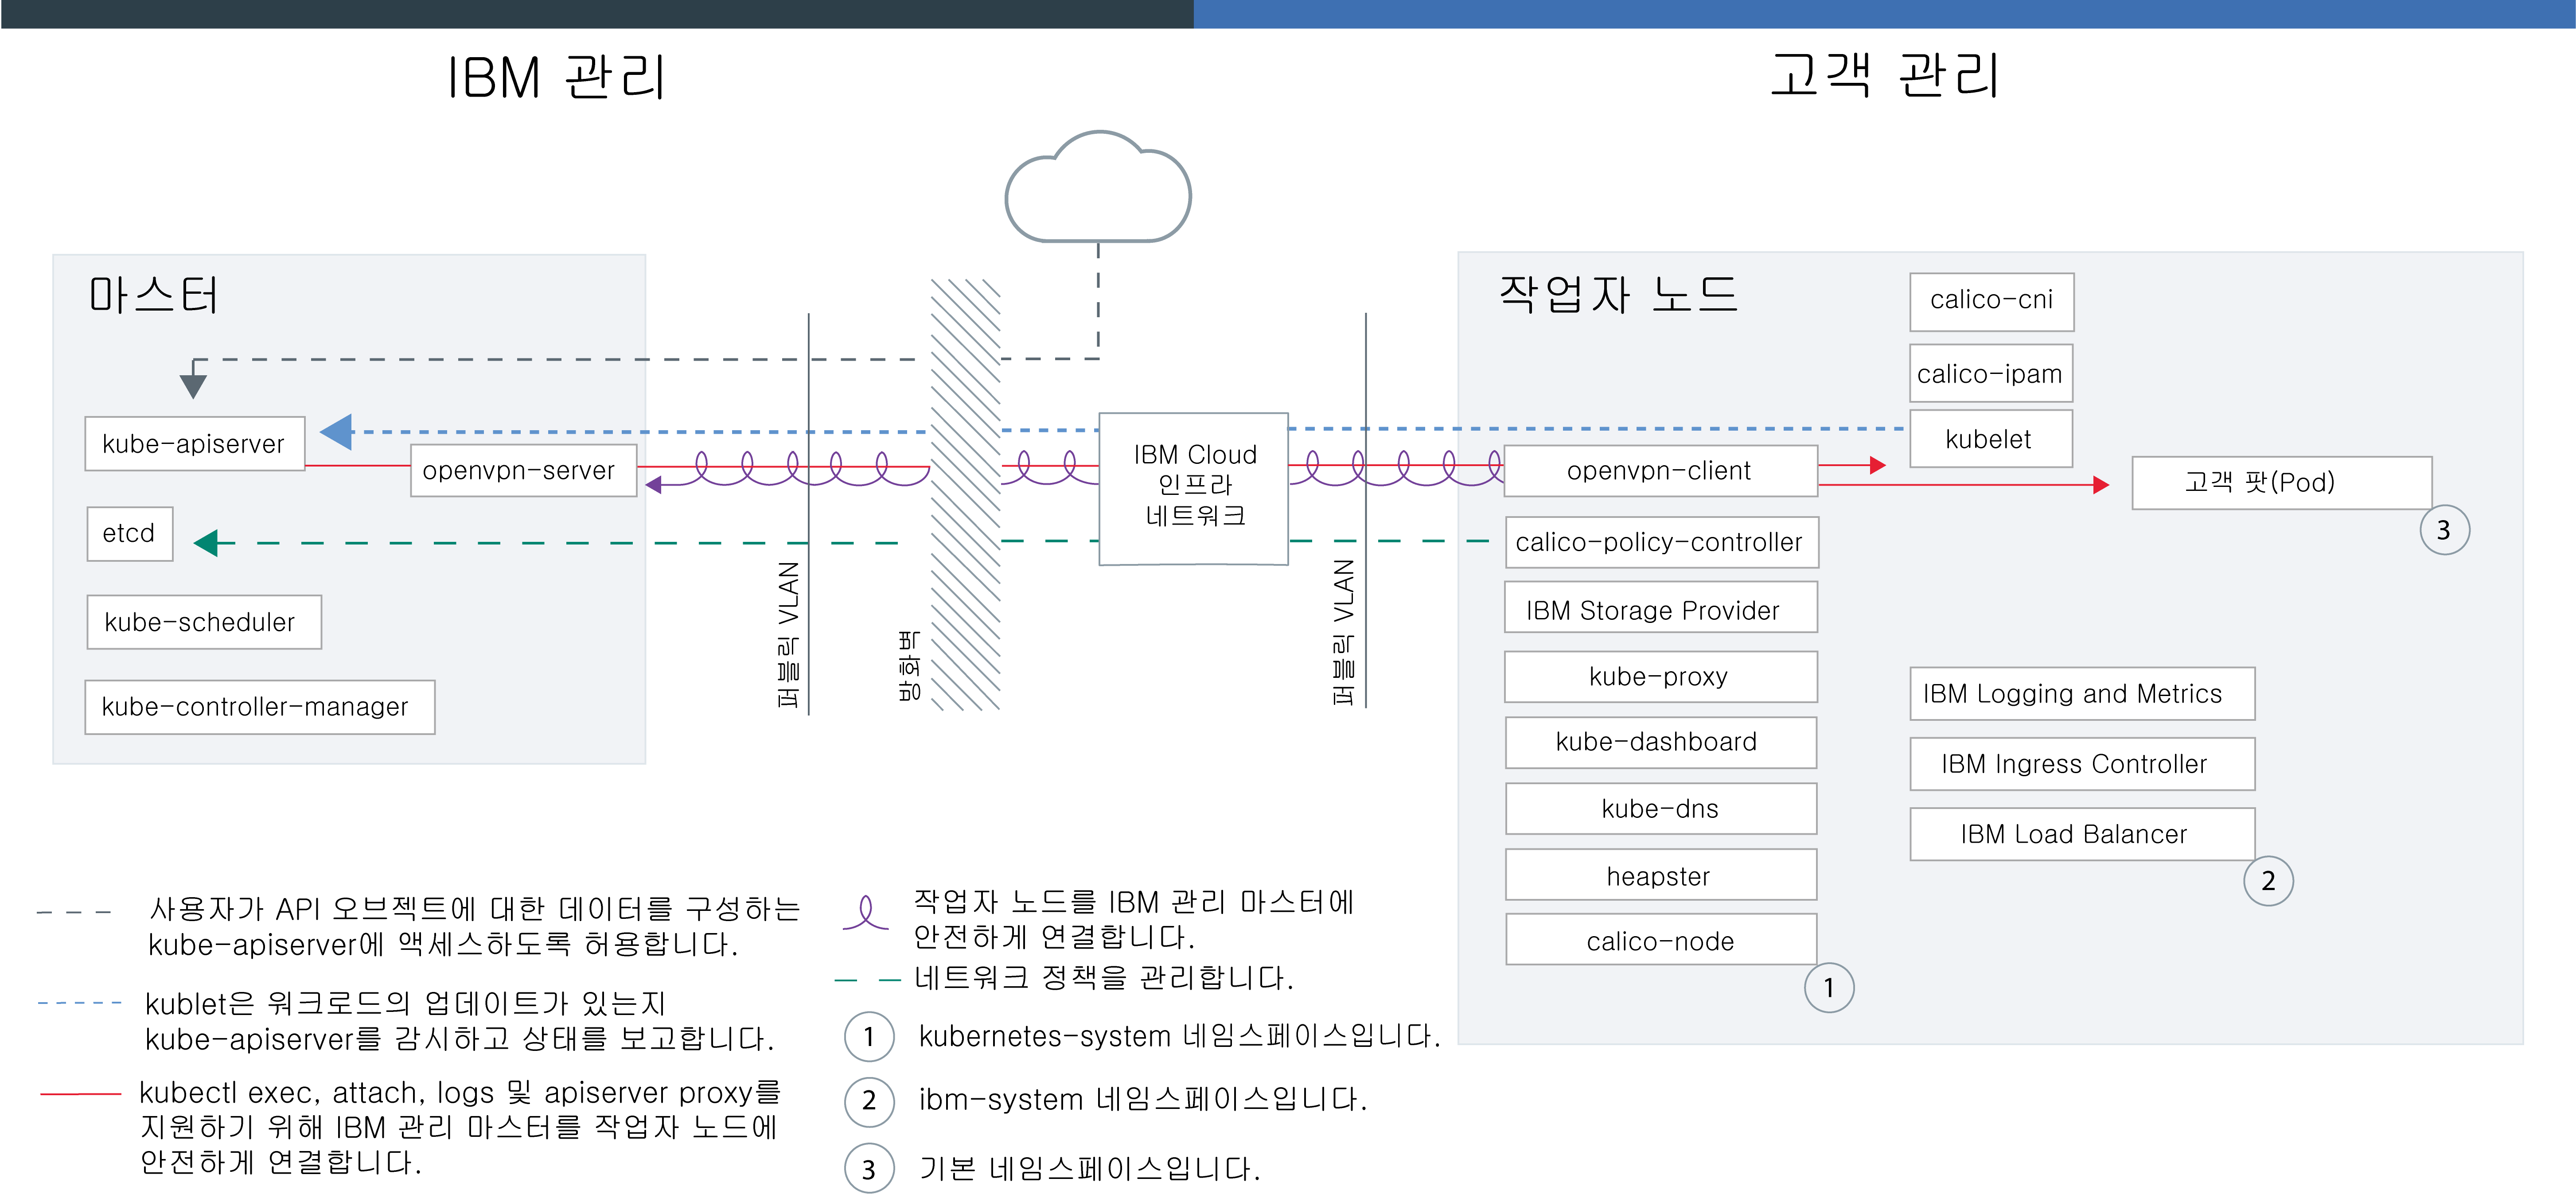 IBM 관리
고객 관리
마스터
kube-apiserver
openvpn-server
etcd
kube-scheduler
kube-controller-manager
퍼블릭 VLAN
방화벽
IBM Cloud
인프라
네트워크
퍼블릭 VLAN
작업자 노드
calico-cni
calico-ipam
kubelet
openvpn-client
고객 팟(Pod)
3
calico-policy-controller
IBM Storage Provider
kube-proxy
kube-dashboard
kube-dns
heapster
calico-node
1
IBM Logging and Metrics
IBM Ingress Controller
IBM Load Balancer
2
사용자가 API 오브젝트에 대한 데이터를 구성하는
kube-apiserver에 액세스하도록 허용합니다.
kublet은 워크로드의 업데이트가 있는지
kube-apiserver를 감시하고 상태를 보고합니다.
kubectl exec, attach, logs 및 apiserver proxy를
지원하기 위해 IBM 관리 마스터를 작업자 노드에
안전하게 연결합니다.
작업자 노드를 IBM 관리 마스터에
안전하게 연결합니다.
네트워크 정책을 관리합니다.
1 kubernetes-system 네임스페이스입니다.
2 ibm-system 네임스페이스입니다.
3 기본 네임스페이스입니다.